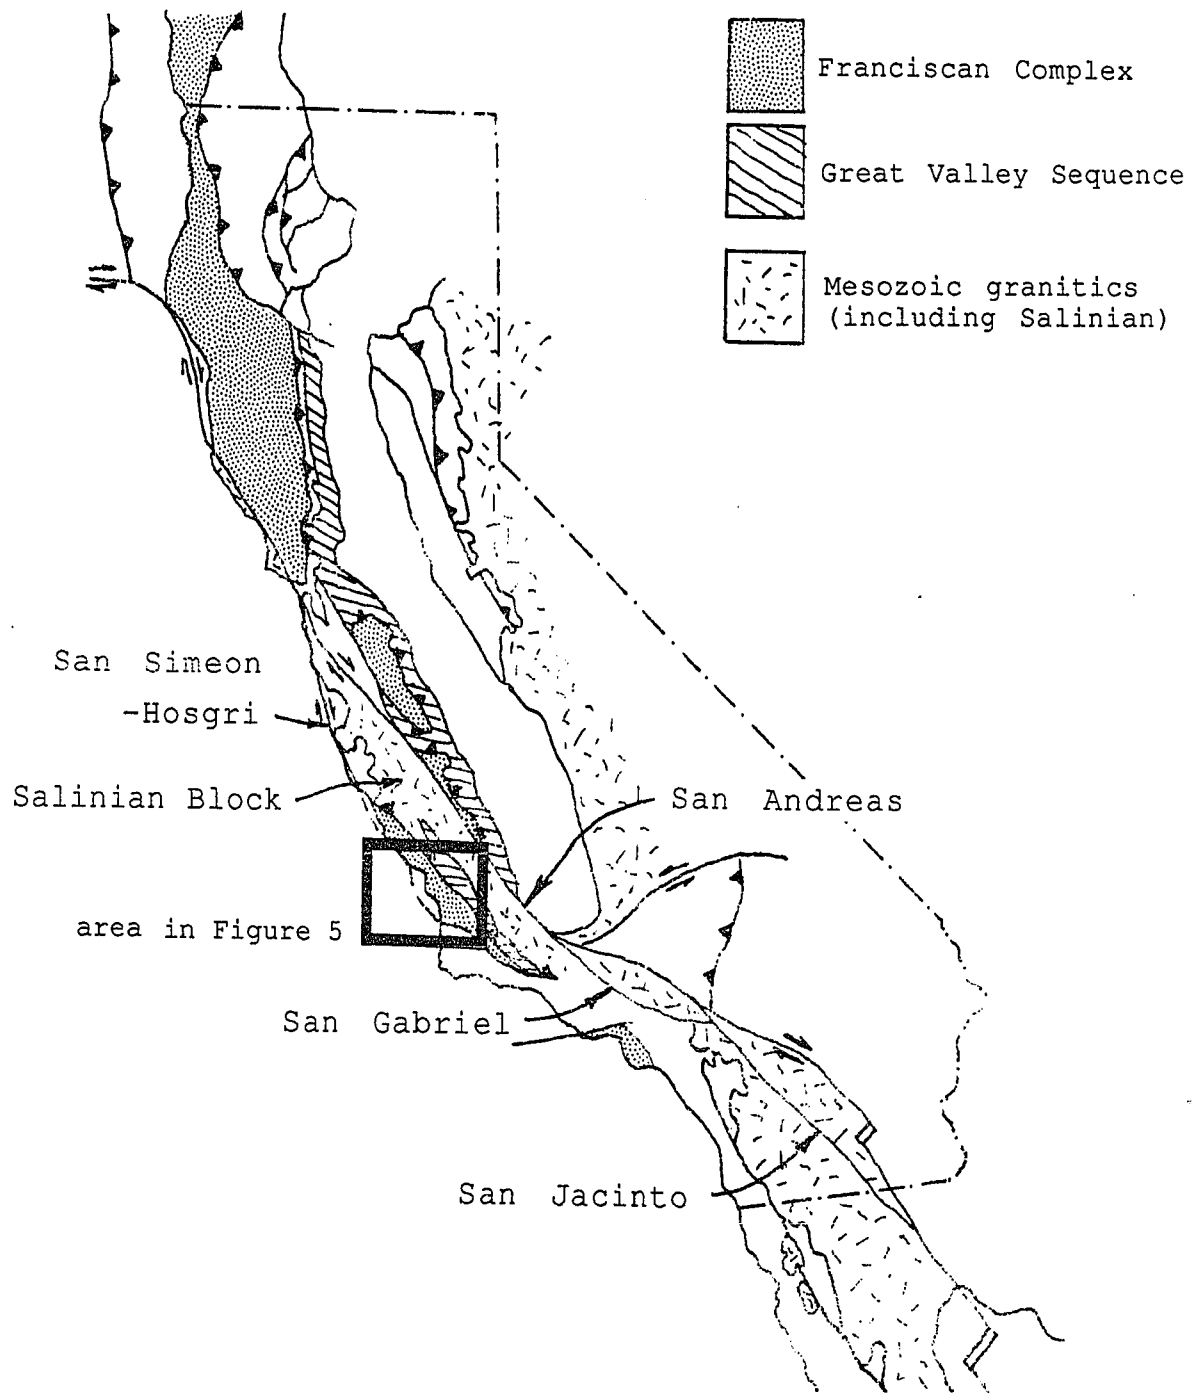 Franciscan Complex
Great Valley Sequence
Mesozoic granitics
(including Salinian)
San Simeon
-Hosgri
Salinian Block
San Andreas
area in Figure 5
San Gabriel
San Jacinto